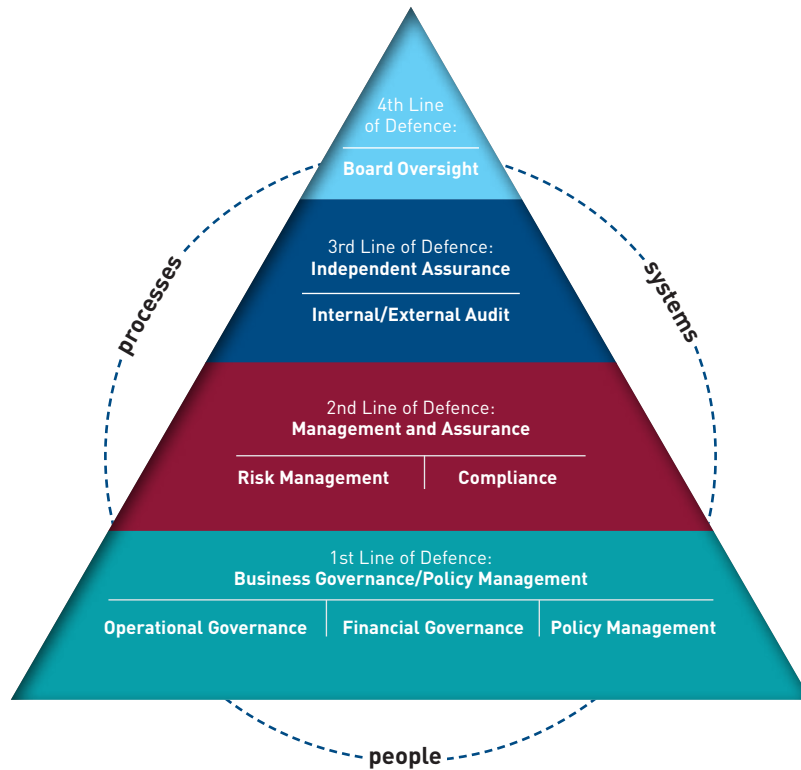 4th Line
of Defence:
Board Oversight
processes
systems
3rd Line of Defence:
Independent Assurance
Internal/External Audit
2nd Line of Defence:
Management and Assurance
Risk Management
Compliance
1st Line of Defence:
Business Governance/Policy Management
Operational Governance
Financial Governance
Policy Management
people